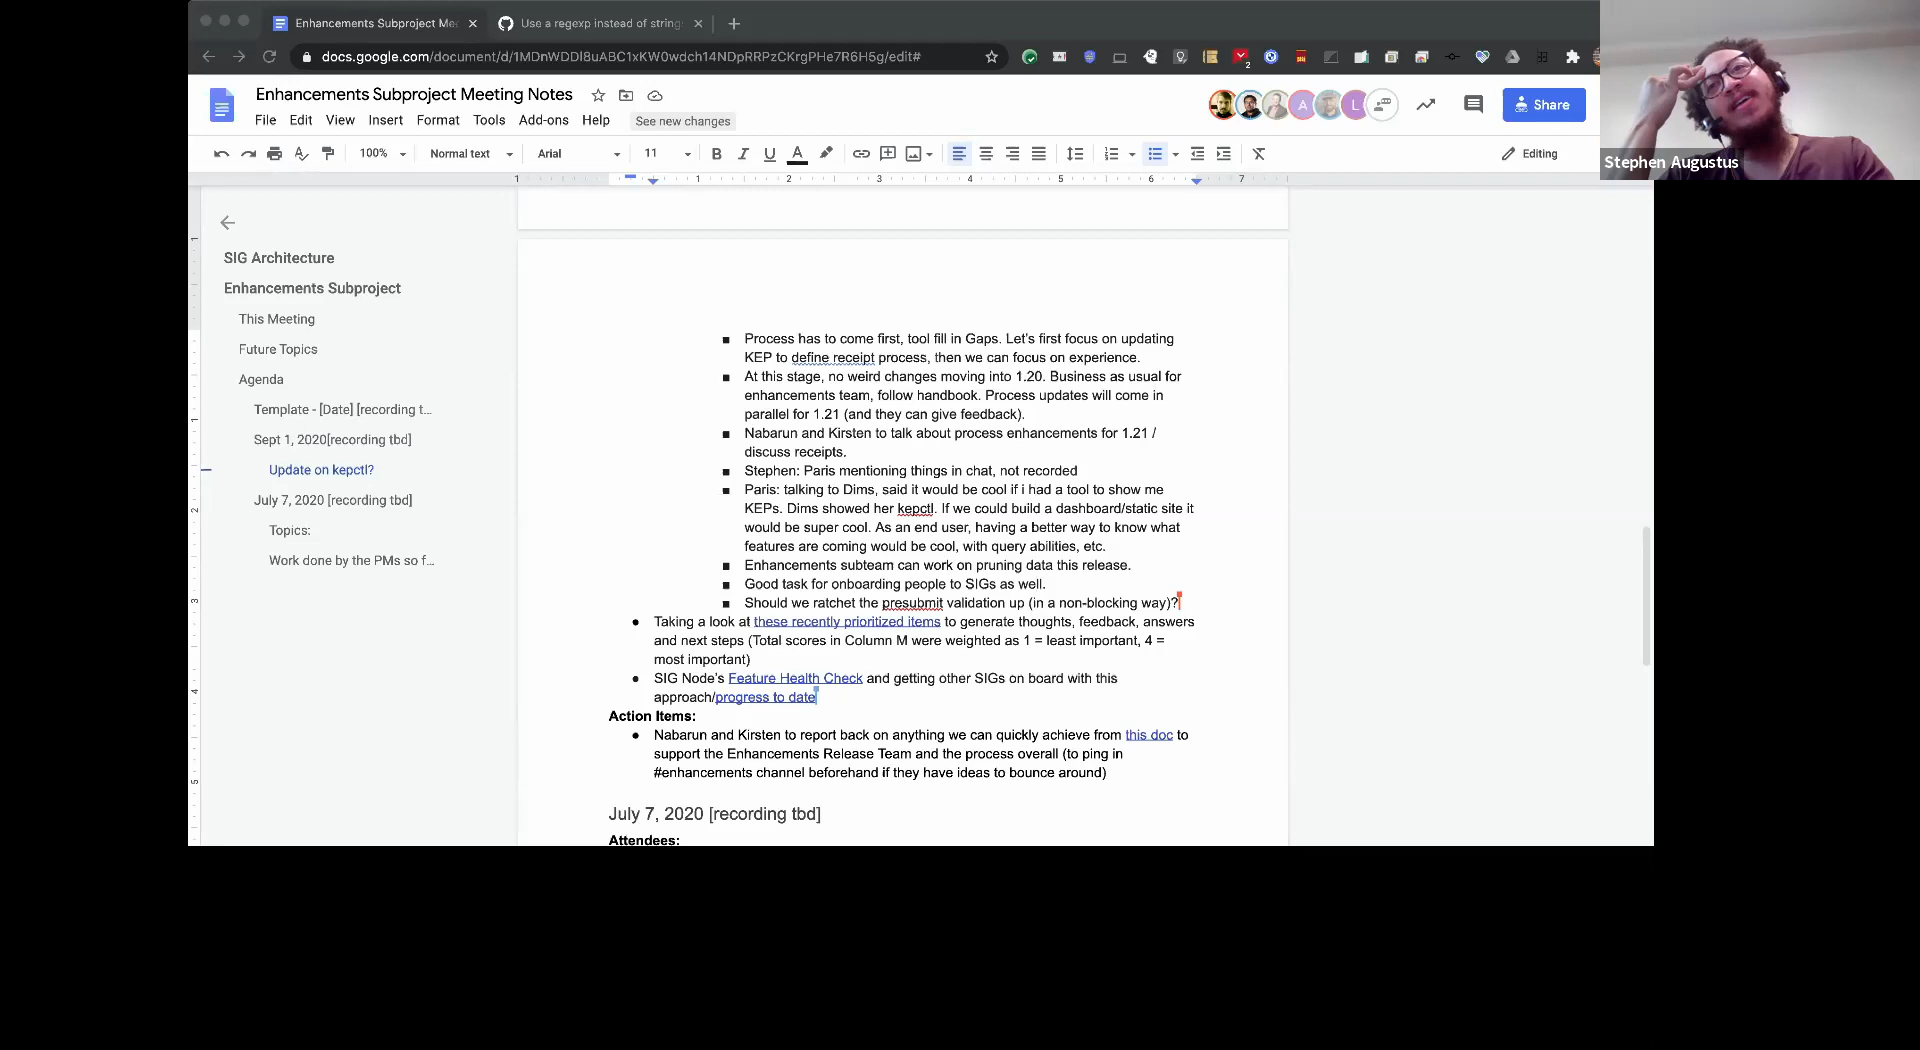 Enhancements Subproject Mee
Use a regexp instead of string
docs.google.com/document/d/1MDnWDDl8uABC1xKW0wdch14NDpRRPzCKrgPHe7R6H5g/edit#
2
Enhancements Subproject Meeting Notes
A
L
Share
File Edit View Insert Format Tools Add-ons Help See new changes
100% Normal text Arial 11 B I U A Editing
Stephen Augustus
1 1 2 3 4 5 6 7
SIG Architecture
Enhancements Subproject
This Meeting
Future Topics
Agenda
Template - [Date] [recording t...
Sept 1, 2020[recording tbd]
Update on kepctl?
July 7, 2020 [recording tbd]
Topics:
Work done by the PMs so f...
1
1
2
3
4
5
Process has to come first, tool fill in Gaps. Let's first focus on updating
KEP to define receipt process, then we can focus on experience.
At this stage, no weird changes moving into 1.20. Business as usual for
enhancements team, follow handbook. Process updates will come in
parallel for 1.21 (and they can give feedback).
Nabarun and Kirsten to talk about process enhancements for 1.21 /
discuss receipts.
Stephen: Paris mentioning things in chat, not recorded
Paris: talking to Dims, said it would be cool if i had a tool to show me
KEPs. Dims showed her kepctl. If we could build a dashboard/static site it
would be super cool. As an end user, having a better way to know what
features are coming would be cool, with query abilities, etc.
Enhancements subteam can work on pruning data this release.
Good task for onboarding people to SIGs as well.
Should we ratchet the presubmit validation up (in a non-blocking way)?
Taking a look at these recently prioritized items to generate thoughts, feedback, answers
and next steps (Total scores in Column M were weighted as 1 = least important, 4 =
most important)
SIG Node's Feature Health Check and getting other SIGs on board with this
approach/progress to date
Action Items:
Nabarun and Kirsten to report back on anything we can quickly achieve from this doc to
support the Enhancements Release Team and the process overall (to ping in
#enhancements channel beforehand if they have ideas to bounce around)
July 7, 2020 [recording tbd]
Attendees: